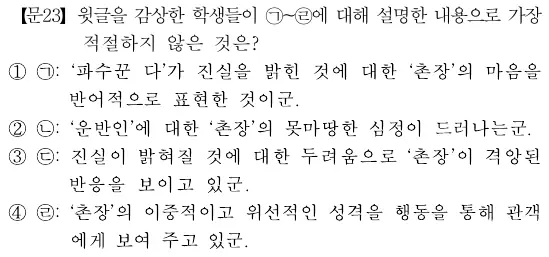 【문23】 윗글을 감상한 학생들이 ㉠~㉣에 대해 설명한 내용으로 가장
적절하지 않은 것은?
① ㉠: ‘파수꾼 다’가 진실을 밝힌 것에 대한 ‘촌장’의 마음을
반어적으로 표현한 것이군.
② ㉡: ‘운반인’에 대한 ‘촌장’의 못마땅한 심정이 드러나는군.
③ ㉢: 진실이 밝혀질 것에 대한 두려움으로 ‘촌장’이 격앙된
반응을 보이고 있군.
④ ㉣: ‘촌장’의 이중적이고 위선적인 성격을 행동을 통해 관객
에게 보여 주고 있군.